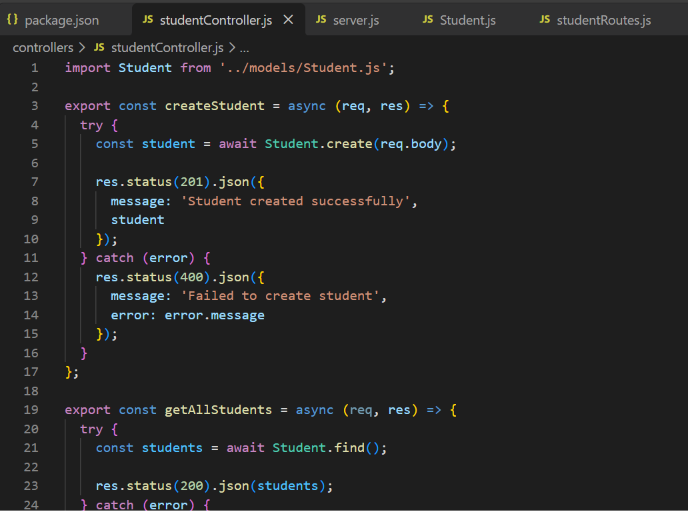 {} package.json JS studentController.js × JS server.js JS Student.js JS studentRoutes.js
controllers > JS studentController.js > ...
1 import Student from '../models/Student.js';
2
3 export const createStudent = async (req, res) => {
4   try {
5     const student = await Student.create(req.body);
6
7     res.status(201).json({
8       message: 'Student created successfully',
9       student
10     });
11   } catch (error) {
12     res.status(400).json({
13       message: 'Failed to create student',
14       error: error.message
15     });
16   }
17 };
18
19 export const getAllStudents = async (req, res) => {
20   try {
21     const students = await Student.find();
22
23     res.status(200).json(students);
24   } catch (error) {